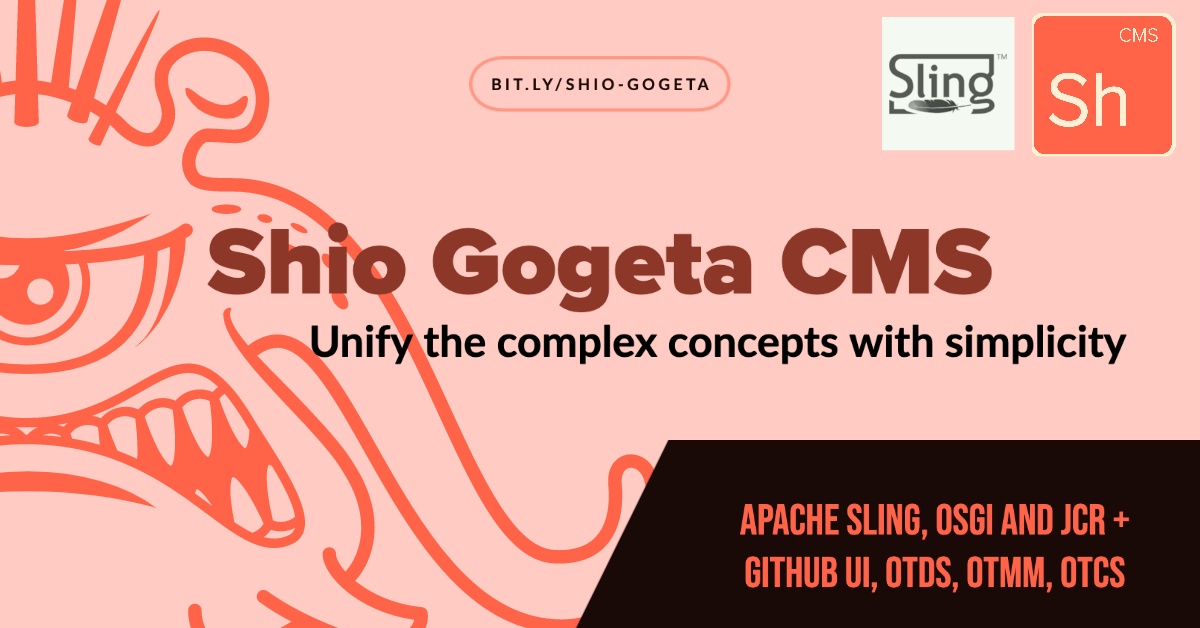 BIT.LY/SHIO-GOGETA
Sling™
CMS
Sh
Shio Gogeta CMS
Unify the complex concepts with simplicity
APACHE SLING, OSGI AND JCR +
GITHUB UI, OTDS, OTMM, OTCS